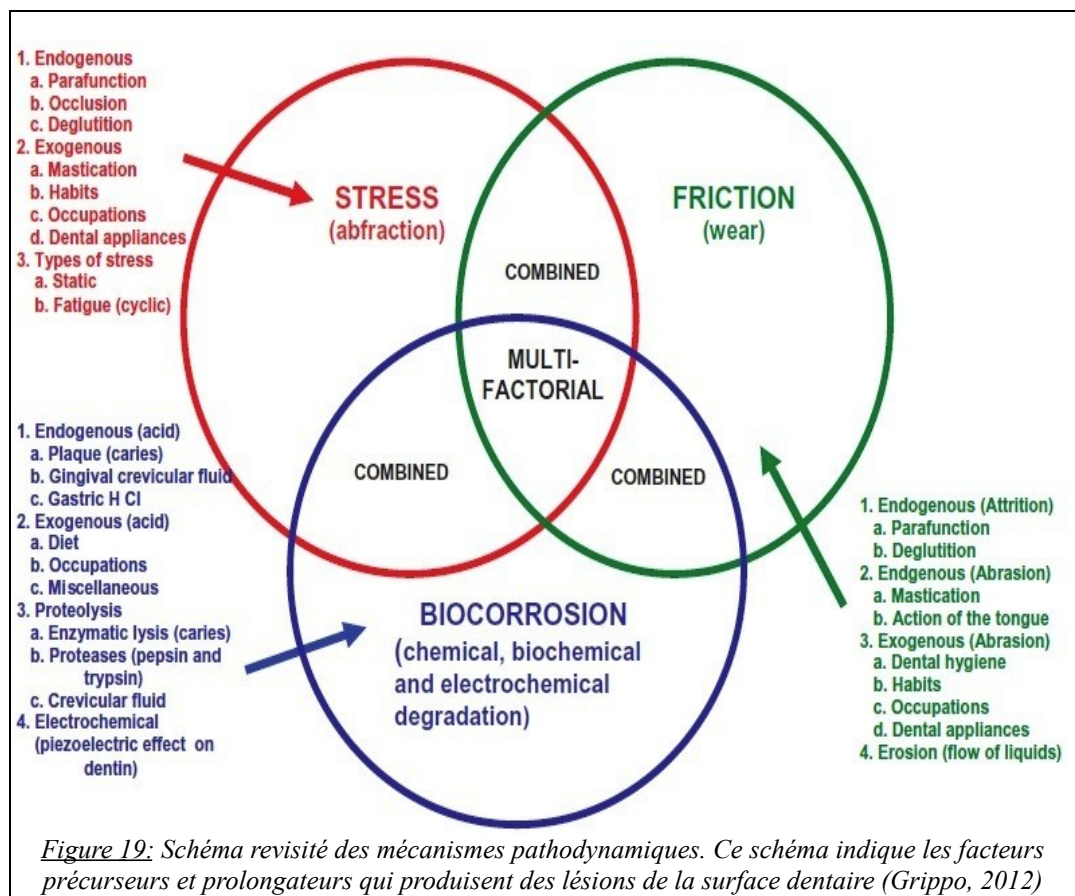 1. Endogenous
a. Parafunction
b. Occlusion
c. Deglutition
2. Exogenous
a. Mastication
b. Habits
c. Occupations
d. Dental appliances
3. Types of stress
a. Static
b. Fatigue (cyclic)
STRESS
(abfraction)
FRICTION
(wear)
COMBINED
MULTI-
FACTORIAL
COMBINED
COMBINED
1. Endogenous (acid)
a. Plaque (caries)
b. Gingival crevicular fluid
c. Gastric H Cl
2. Exogenous (acid)
a. Diet
b. Occupations
c. Miscellaneous
3. Proteolysis
a. Enzymatic lysis (caries)
b. Proteases (pepsin and
trypsin)
c. Crevicular fluid
4. Electrochemical
(piezoelectric effect on
dentin)
BIOCORROSION
(chemical, biochemical
and electrochemical
degradation)
1. Endogenous (Attrition)
a. Parafunction
b. Deglutition
2. Endgenous (Abrasion)
a. Mastication
b. Action of the tongue
3. Exogenous (Abrasion)
a. Dental hygiene
b. Habits
c. Occupations
d. Dental appliances
4. Erosion (flow of liquids)
Figure 19: Schéma revisité des mécanismes pathodynamiques. Ce schéma indique les facteurs
précurseurs et prolongateurs qui produisent des lésions de la surface dentaire (Grippo, 2012)